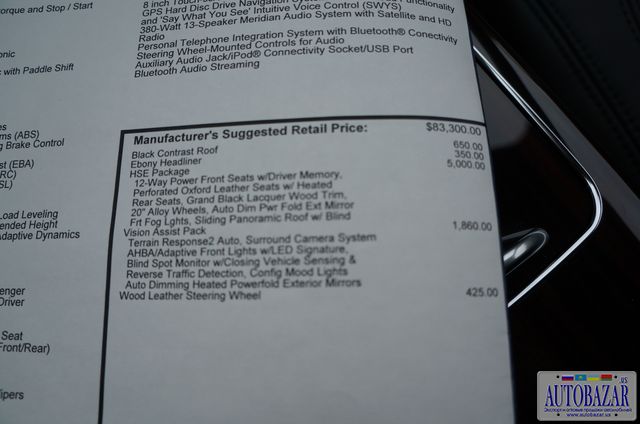 orque and Stop / Start
onic
c with Paddle Shift
es
ms (ABS)
g Brake Control
st (EBA)
RC)
SL)
Load Leveling
ended Height
Adaptive Dynamics
enger
Driver
Seat
Front/Rear)
ipers
8 inch Touch
GPS Hard Disc Drive Navigation
and 'Say What You See' Intuitive Voice Control (SWYS)
380-Watt 13-Speaker Meridian Audio System with Satellite and HD
Radio
Personal Telephone Integration System with Bluetooth® Conectivity
Steering Wheel-Mounted Controls for Audio
Auxiliary Audio Jack/iPod® Connectivity Socket/USB Port
Bluetooth Audio Streaming
Manufacturer's Suggested Retail Price: $83,300.00
Black Contrast Roof 650.00
Ebony Headliner 350.00
HSE Package 5,000.00
12-Way Power Front Seats w/Driver Memory,
Perforated Oxford Leather Seats w/ Heated
Rear Seats, Grand Black Lacquer Wood Trim,
20" Alloy Wheels, Auto Dim Pwr Fold Ext Mirror
Frt Fog Lghts, Sliding Panoramic Roof w/ Blind
Vision Assist Pack 1,860.00
Terrain Response2 Auto, Surround Camera System
AHBA/Adaptive Front Lights w/LED Signature,
Blind Spot Monitor w/Closing Vehicle Sensing &
Reverse Traffic Detection, Config Mood Lights
Auto Dimming Heated Powerfold Exterior Mirrors
Wood Leather Steering Wheel 425.00
AUTOBAZAR.us
Экспорт и оптовые продажи автомобилей
www.autobazar.us